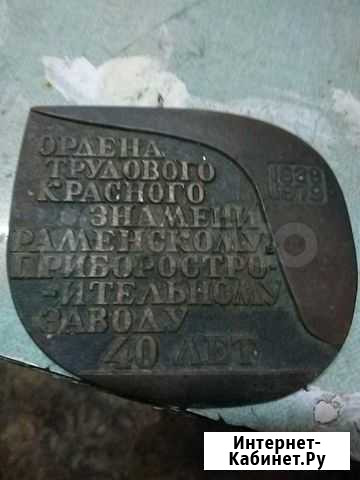 ОРДЕНА
ТРУДОВОГО
КРАСНОГО
ЗНАМЕНИ
РАМЕНСКОМУ
ПРИБОРОСТРО-
-ИТЕЛЬНОМУ
ЗАВОДУ
40 ЛЕТ
1939
1979
Интернет-
Кабинет.Ру